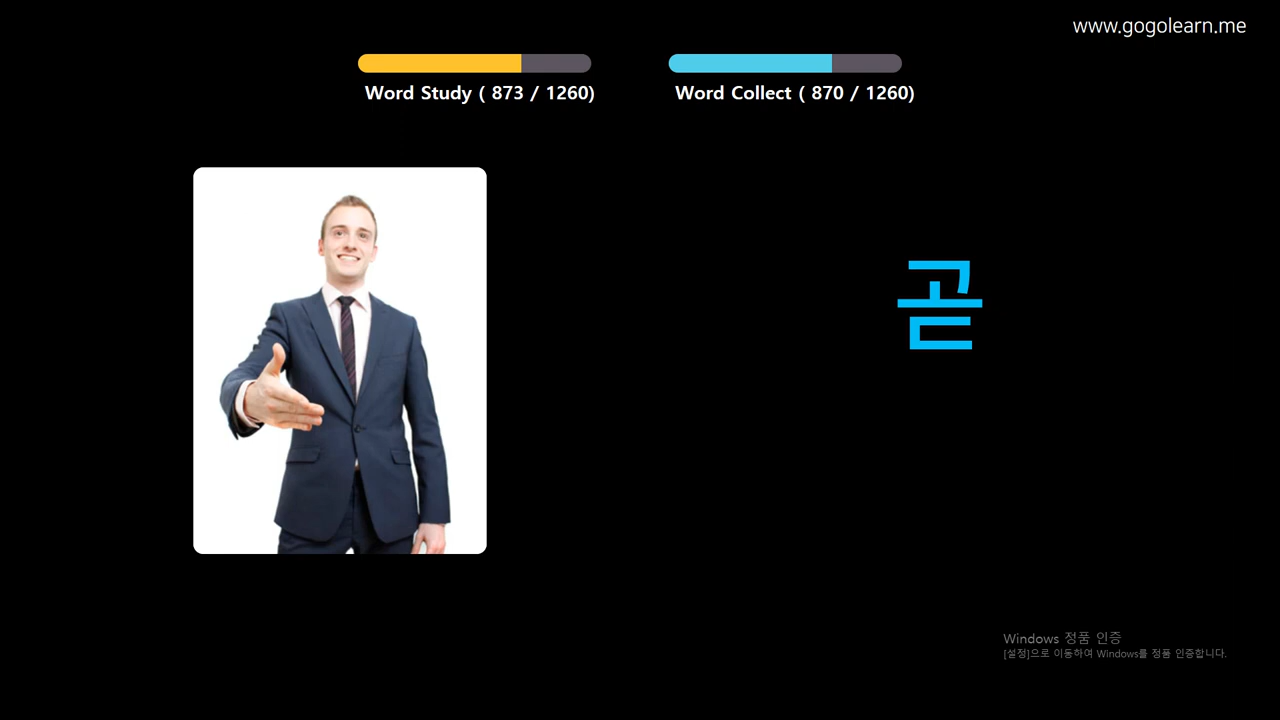 www.gogolearn.me
Word Study ( 873 / 1260)
Word Collect ( 870 / 1260)
곧
Windows 정품 인증
[설정]으로 이동하여 Windows를 정품 인증합니다.